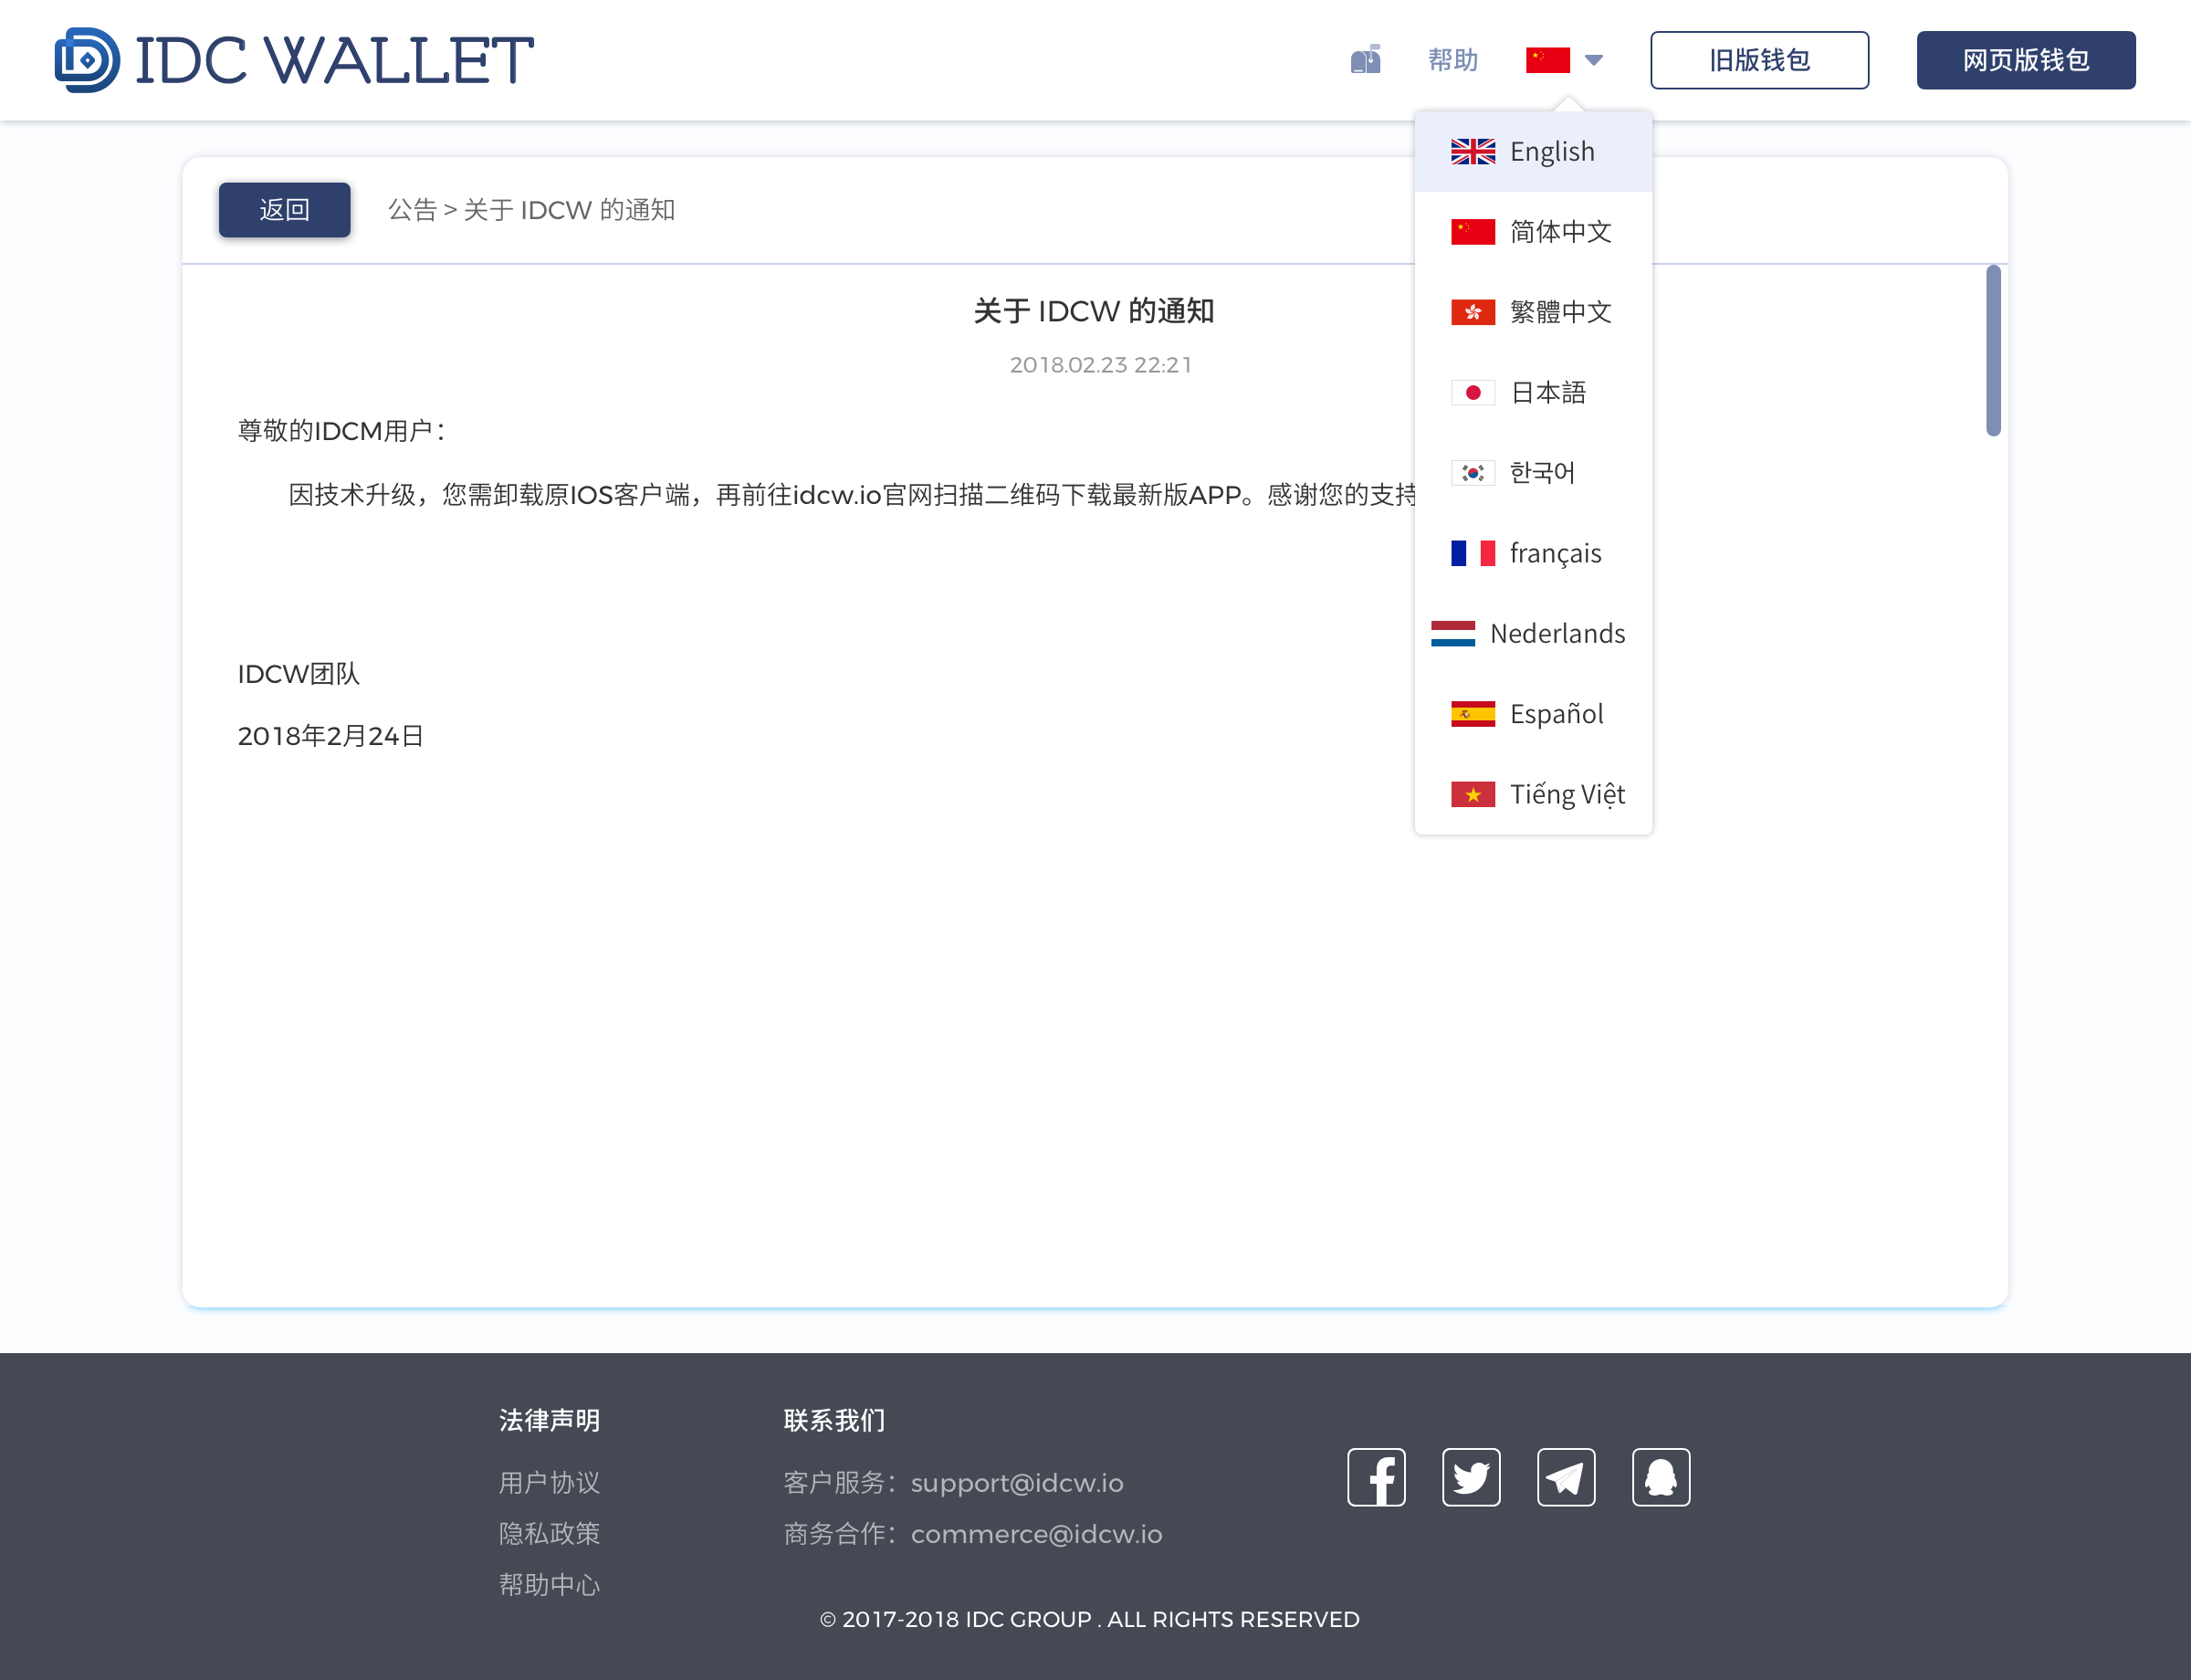 IDC WALLET
帮助
旧版钱包
网页版钱包
English
简体中文
繁體中文
日本語
한국어
français
Nederlands
Español
Tiếng Việt
返回
公告 > 关于 IDCW 的通知
关于 IDCW 的通知
2018.02.23 22:21
尊敬的IDCM用户：
因技术升级，您需卸载原IOS客户端，再前往idcw.io官网扫描二维码下载最新版APP。感谢您的支持
IDCW团队
2018年2月24日
法律声明
用户协议
隐私政策
帮助中心
联系我们
客户服务：support@idcw.io
商务合作：commerce@idcw.io
© 2017-2018 IDC GROUP . ALL RIGHTS RESERVED